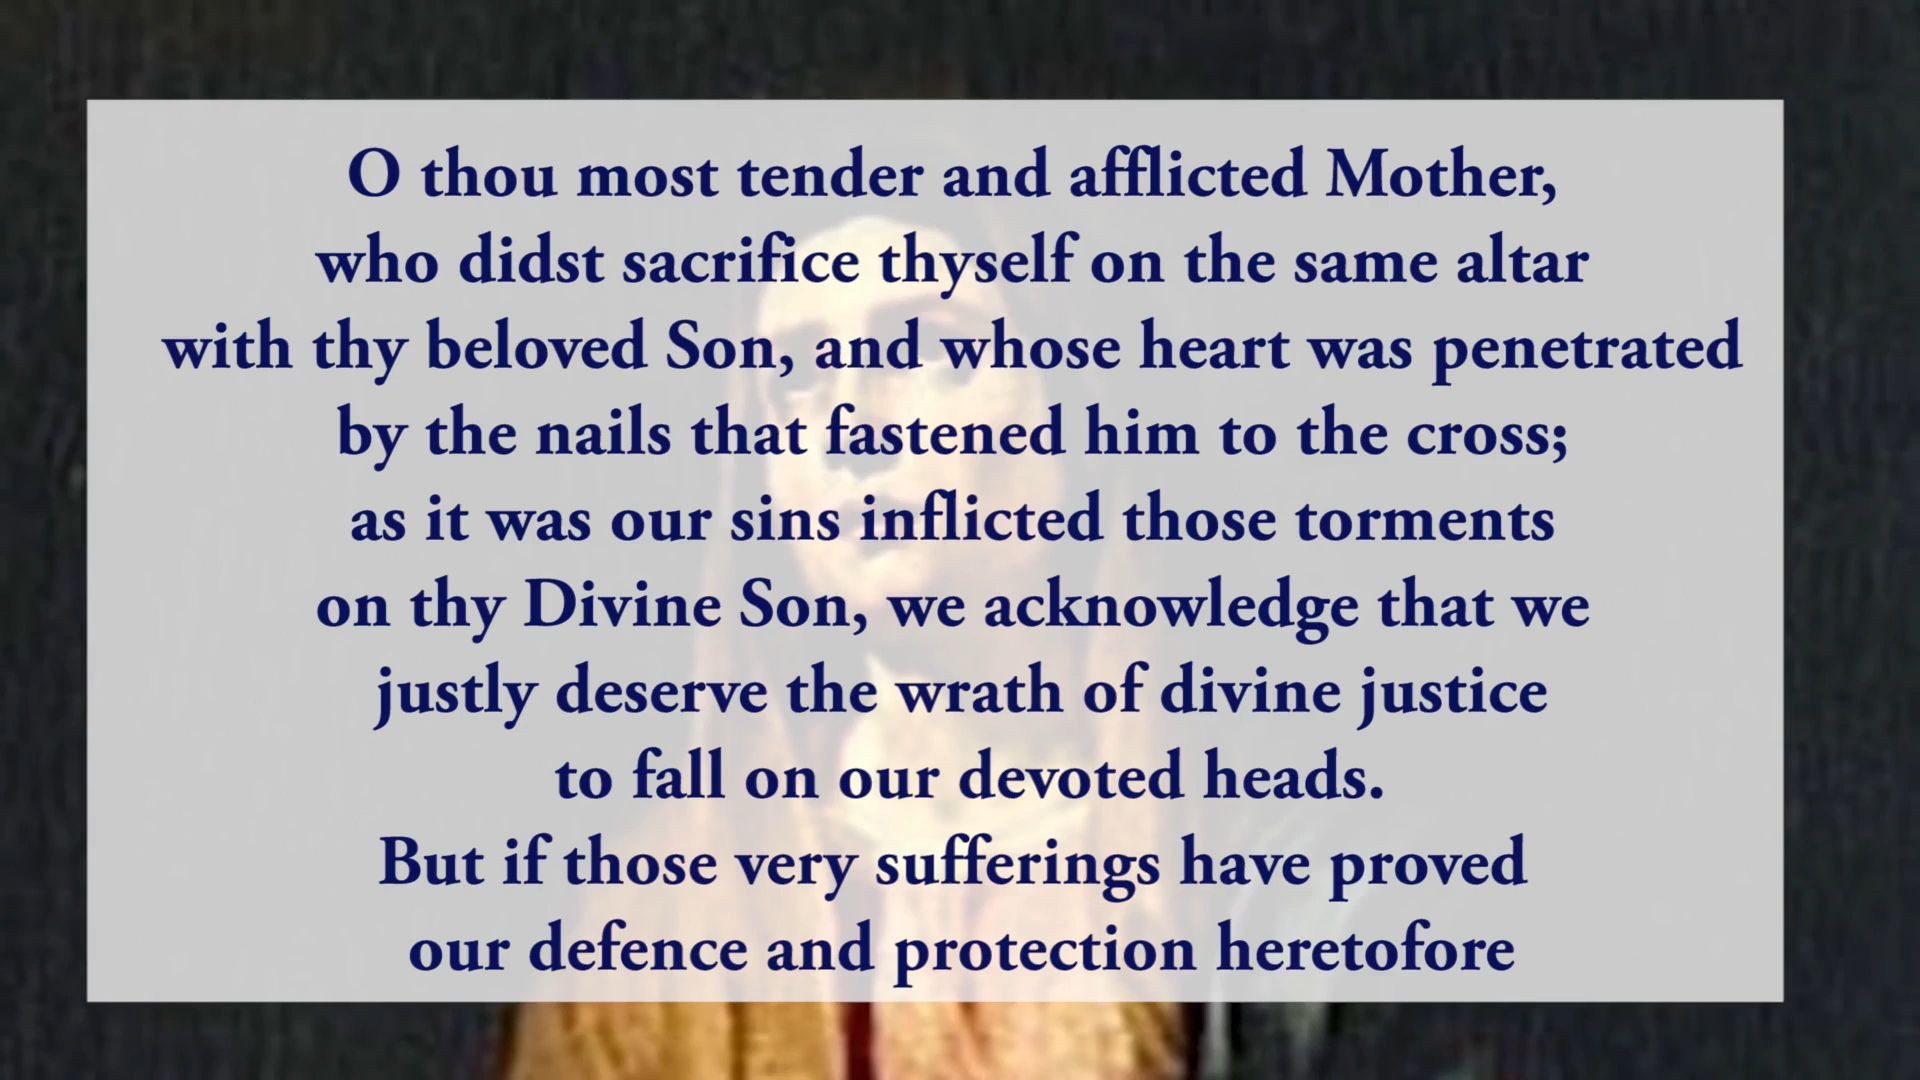 O thou most tender and afflicted Mother,
who didst sacrifice thyself on the same altar
with thy beloved Son, and whose heart was penetrated
by the nails that fastened him to the cross;
as it was our sins inflicted those torments
on thy Divine Son, we acknowledge that we
justly deserve the wrath of divine justice
to fall on our devoted heads.
But if those very sufferings have proved
our defence and protection heretofore